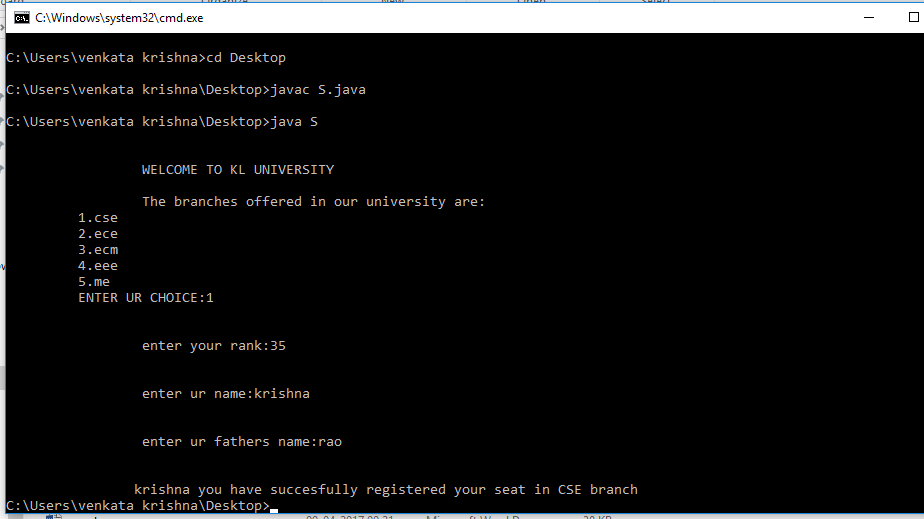 C:\Windows\system32\cmd.exe
C:\Users\venkata krishna>cd Desktop
C:\Users\venkata krishna\Desktop>javac S.java
C:\Users\venkata krishna\Desktop>java S
WELCOME TO KL UNIVERSITY
The branches offered in our university are:
1.cse
2.ece
3.ecm
4.eee
5.me
ENTER UR CHOICE:1
enter your rank:35
enter ur name:krishna
enter ur fathers name:rao
krishna you have succesfully registered your seat in CSE branch
C:\Users\venkata krishna\Desktop>